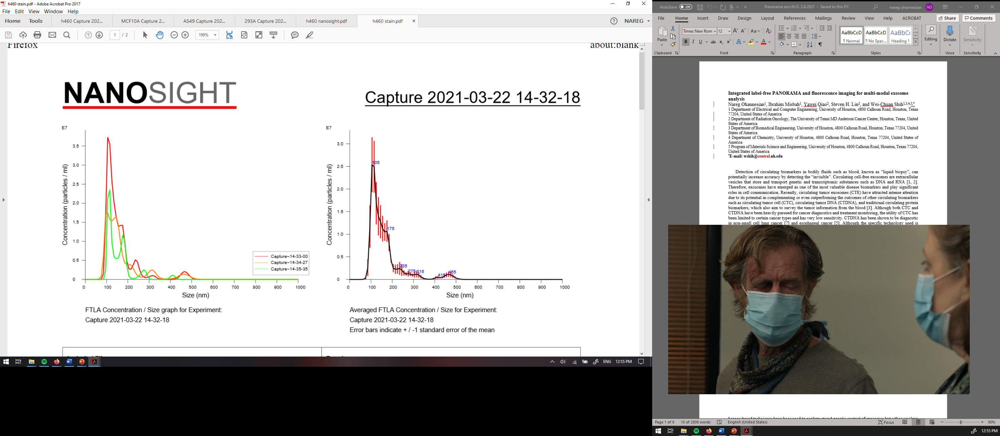 h460 stain.pdf - Adobe Acrobat Pro 2017
File Edit View Window Help
Home Tools h460 Capture 202... MCF10A Capture 2... A549 Capture 202... 293A Capture 202... h460 nanosight.pdf h460 stain.pdf × NAREG
1 / 2 199%
Firefox about:blank
NANOSIGHT
Capture 2021-03-22 14-32-18
E7
3.5
3.0
2.5
2.0
1.5
1.0
0.5
0
Concentration (particles / ml)
0 100 200 300 400 500 600 700 800 900 1000
Size (nm)
Capture~14-33-00
Capture~14-34-27
Capture~14-35-35
FTLA Concentration / Size graph for Experiment:
Capture 2021-03-22 14-32-18
E7
3.0
2.5
2.0
1.5
1.0
0.5
0
Concentration (particles / ml)
105
175
235
275
315
415
465
0 100 200 300 400 500 600 700 800 900 1000
Size (nm)
Averaged FTLA Concentration / Size for Experiment:
Capture 2021-03-22 14-32-18
Error bars indicate + / -1 standard error of the mean
ENG 12:55 PM
AutoSave Off Panorama exo N.O. 3.8.2021 - Saved to this PC nareg ohannesian NO
File Home Insert Draw Design Layout References Mailings Review View Help ACROBAT Share Comments
Times New Rom 12
Paste
B I U ab x₂ x² A A
AaBbCcD AaBbCcD AaBbC
¶ Normal ¶ No Spac... Heading 1
Editing Dictate Sensitivity
Clipboard Font Paragraph Styles Voice Sensitivity
Integrated label-free PANORAMA and fluorescence imaging for multi-modal exosome
analysis
Nareg Ohannesian¹, Ibrahim Misbah¹, Yawei Qiao², Steven H. Lin², and Wei-Chuan Shih¹,³,⁴,⁵,*
1 Department of Electrical and Computer Engineering, University of Houston, 4800 Calhoun Road, Houston, Texas
77204, United States of America
2 Department of Radiation Oncology, The University of Texas MD Anderson Cancer Center, Houston, Texas, United
States of America
3 Department of Biomedical Engineering, University of Houston, 4800 Calhoun Road, Houston, Texas 77204, United
States of America
4 Department of Chemistry, University of Houston, 4800 Calhoun Road, Houston, Texas 77204, United States of
America
5 Program of Materials Science and Engineering, University of Houston, 4800 Calhoun Road, Houston, Texas 77204,
United States of America
*E-mail: wshih@central.uh.edu
Detection of circulating biomarkers in bodily fluids such as blood, known as “liquid biopsy”, can
potentially increase accuracy by detecting the “invisible”. Circulating cell-free exosomes are extracellular
vesicles that store and transport genetic and transcriptomic substances such as DNA and RNA [1, 2].
Therefore, exosomes have emerged as one of the most valuable disease biomarkers and play significant
roles in cell communication. Recently, circulating tumor exosomes (CTE) have attracted intense attention
due to its potential in complementing or even outperforming the outcomes of other circulating biomarkers
such as circulating tumor cell (CTC), circulating tumor DNA (CTDNA), and traditional circulating protein
biomarkers, which also aim to survey the tumor information from the blood [3]. Although both CTC and
CTDNA have been heavily pursued for cancer diagnostics and treatment monitoring, the utility of CTC has
been limited to certain cancer types and has very low sensitivity. CTDNA has been shown to be diagnostic
in non-small cell lung cancer [7] and esophageal cancer [5]. Although the specific technology used is
Page 1 of 8 10 of 2806 words English (United States) Focus 90%
12:55 PM